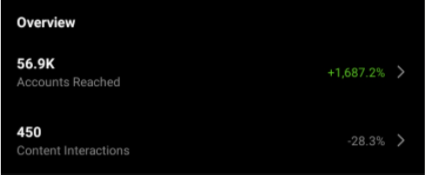 Overview
56.9K
Accounts Reached
+1,687.2%
450
Content Interactions
-28.3%